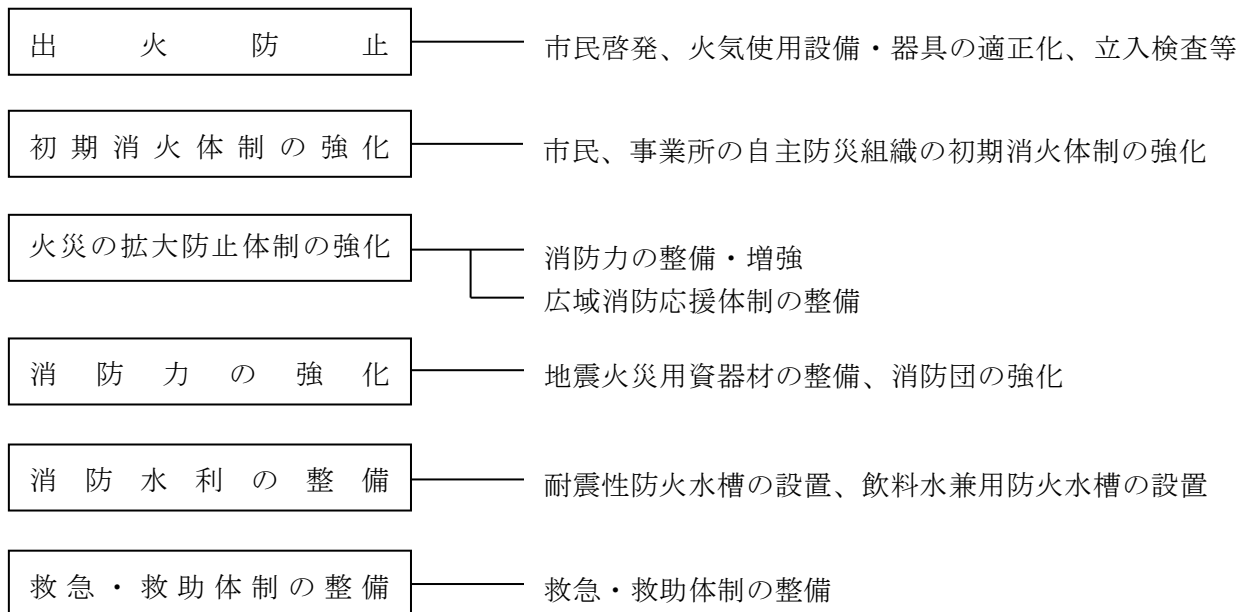 出火防止
市民啓発、火気使用設備・器具の適正化、立入検査等
初期消火体制の強化
市民、事業所の自主防災組織の初期消火体制の強化
火災の拡大防止体制の強化
消防力の整備・増強
広域消防応援体制の整備
消防力の強化
地震火災用資器材の整備、消防団の強化
消防水利の整備
耐震性防火水槽の設置、飲料水兼用防火水槽の設置
救急・救助体制の整備
救急・救助体制の整備